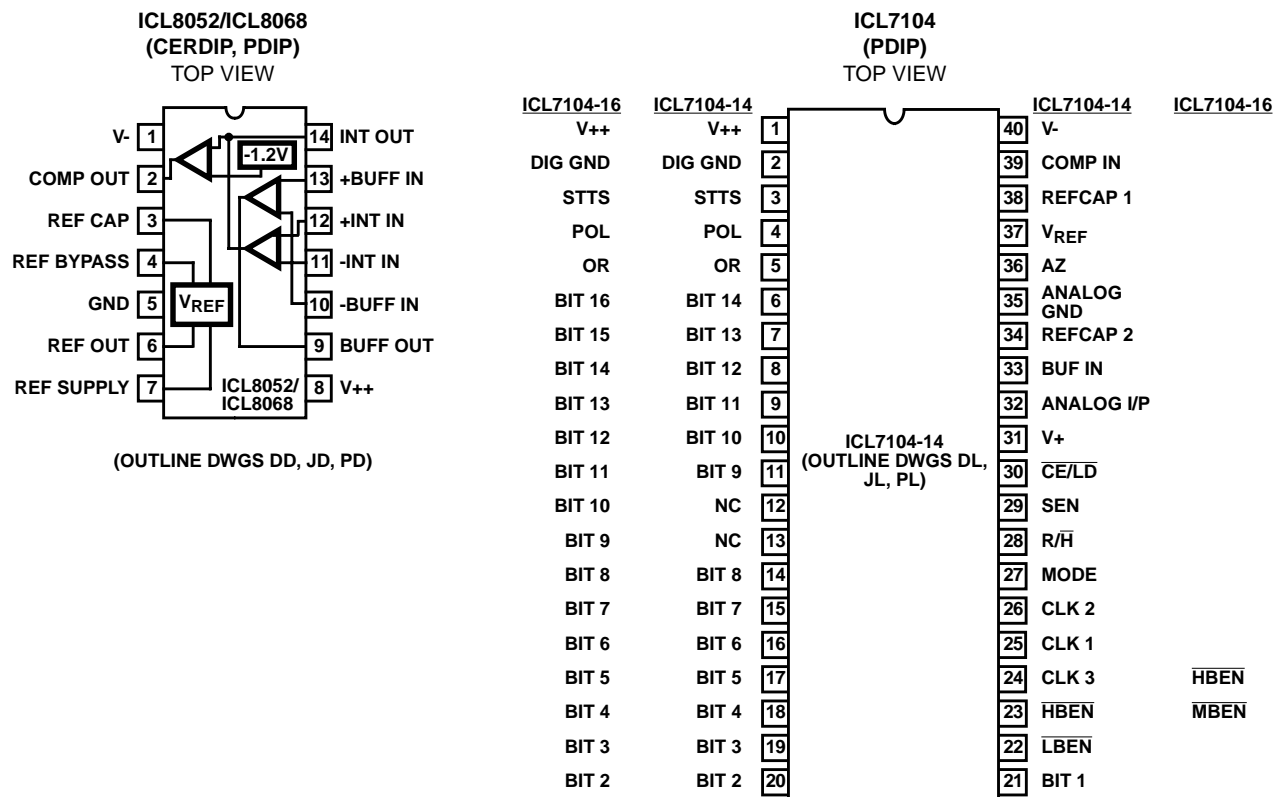 ICL8052/ICL8068
(CERDIP, PDIP)
TOP VIEW
V- 1 14 INT OUT
-1.2V
COMP OUT 2 13 +BUFF IN
REF CAP 3 12 +INT IN
REF BYPASS 4 11 -INT IN
GND 5 VREF 10 -BUFF IN
REF OUT 6 9 BUFF OUT
REF SUPPLY 7 ICL8052/ 8 V++
ICL8068
(OUTLINE DWGS DD, JD, PD)
ICL7104
(PDIP)
TOP VIEW
ICL7104-16 ICL7104-14 ICL7104-14 ICL7104-16
V++ V++ 1 40 V-
DIG GND DIG GND 2 39 COMP IN
STTS STTS 3 38 REFCAP 1
POL POL 4 37 VREF
OR OR 5 36 AZ
BIT 16 BIT 14 6 35 ANALOG
GND
BIT 15 BIT 13 7 34 REFCAP 2
BIT 14 BIT 12 8 33 BUF IN
BIT 13 BIT 11 9 32 ANALOG I/P
BIT 12 BIT 10 10 ICL7104-14 31 V+
(OUTLINE DWGS DL,
BIT 11 BIT 9 11 JL, PL) 30 C̅E̅/̅L̅D̅
BIT 10 NC 12 29 SEN
BIT 9 NC 13 28 R/H̅
BIT 8 BIT 8 14 27 MODE
BIT 7 BIT 7 15 26 CLK 2
BIT 6 BIT 6 16 25 CLK 1
BIT 5 BIT 5 17 24 CLK 3 H̅B̅E̅N̅
BIT 4 BIT 4 18 23 H̅B̅E̅N̅ M̅B̅E̅N̅
BIT 3 BIT 3 19 22 L̅B̅E̅N̅
BIT 2 BIT 2 20 21 BIT 1